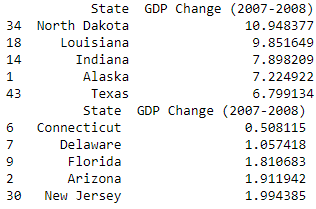 State GDP Change (2007-2008)
34 North Dakota 10.948377
18 Louisiana 9.851649
14 Indiana 7.898209
1 Alaska 7.224922
43 Texas 6.799134
State GDP Change (2007-2008)
6 Connecticut 0.508115
7 Delaware 1.057418
9 Florida 1.810683
2 Arizona 1.911942
30 New Jersey 1.994385